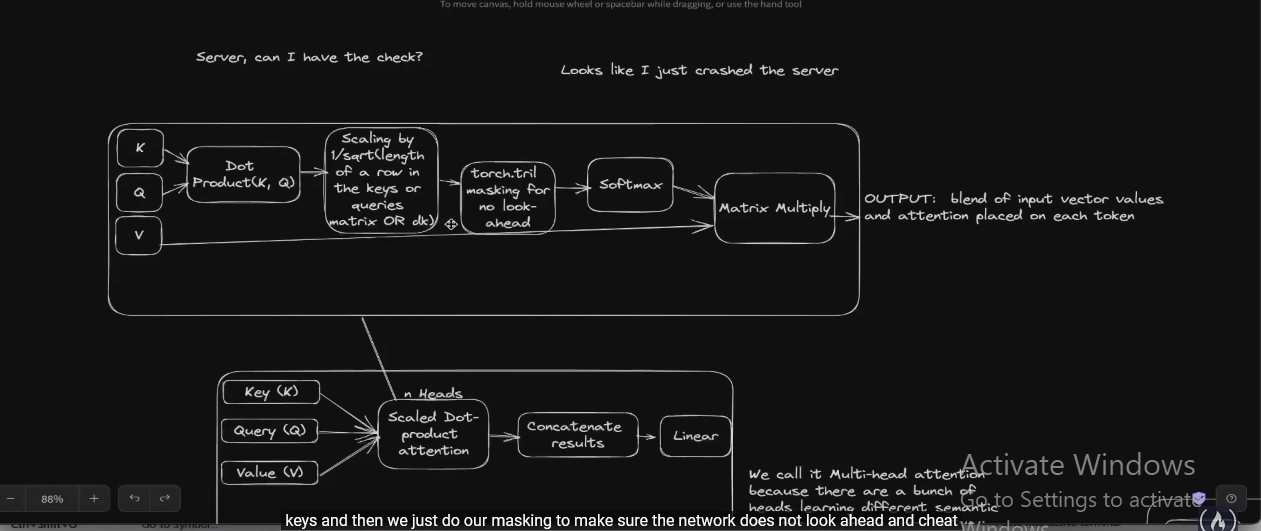 To move canvas, hold mouse wheel or spacebar while dragging, or use the hand tool
Server, can I have the check?
Looks like I just crashed the server
K
Q
V
Dot
Product(K, Q)
Scaling by
1/sqrt(length
of a row in
the keys or
queries
matrix OR dk)
torch.tril
masking for
no look-
ahead
Softmax
Matrix Multiply
OUTPUT: blend of input vector values
and attention placed on each token
Key (K)
Query (Q)
Value (V)
n Heads
Scaled Dot-
product
attention
Concatenate
results
Linear
We call it Multi-head attention
because there are a bunch of
heads learning different semantic
Activate Windows
Go to Settings to activate
Windows.
88%
Ctrl+Shift+O
Go to Symbol...
keys and then we just do our masking to make sure the network does not look ahead and cheat